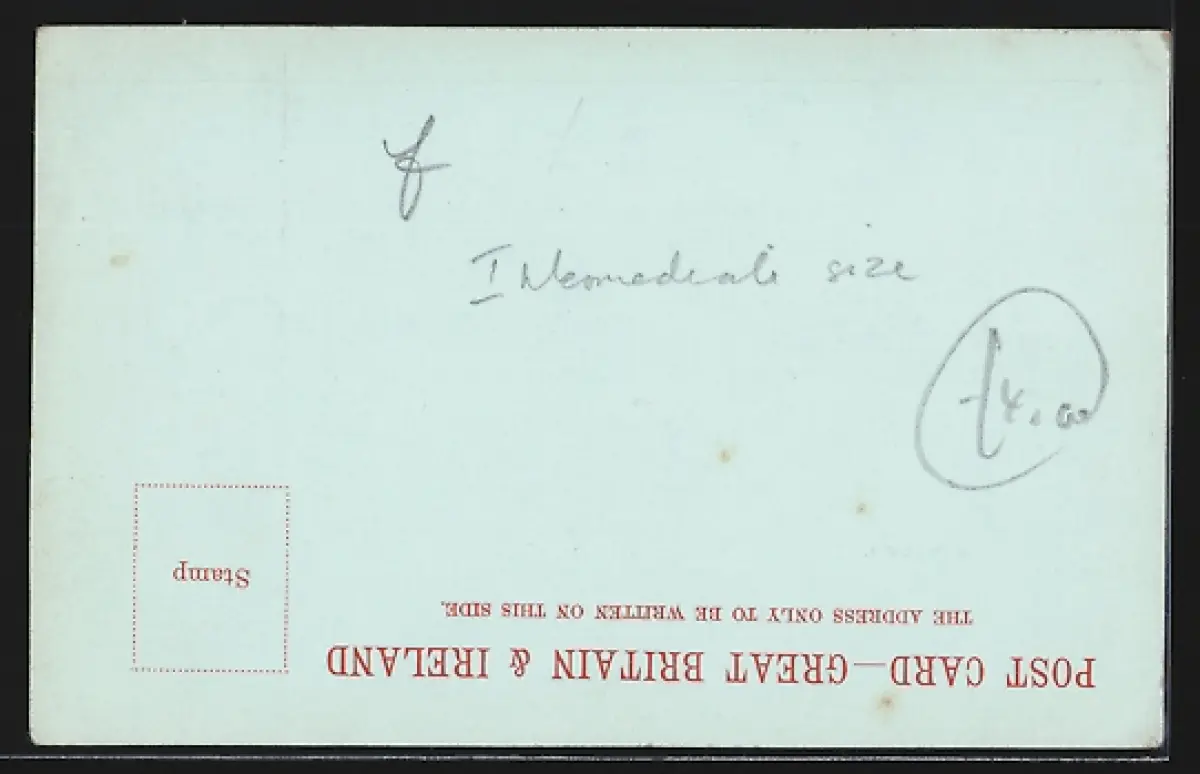 f
Intermediate size
£4.00
Stamp
THE ADDRESS ONLY TO BE WRITTEN ON THIS SIDE.
POST CARD—GREAT BRITAIN & IRELAND